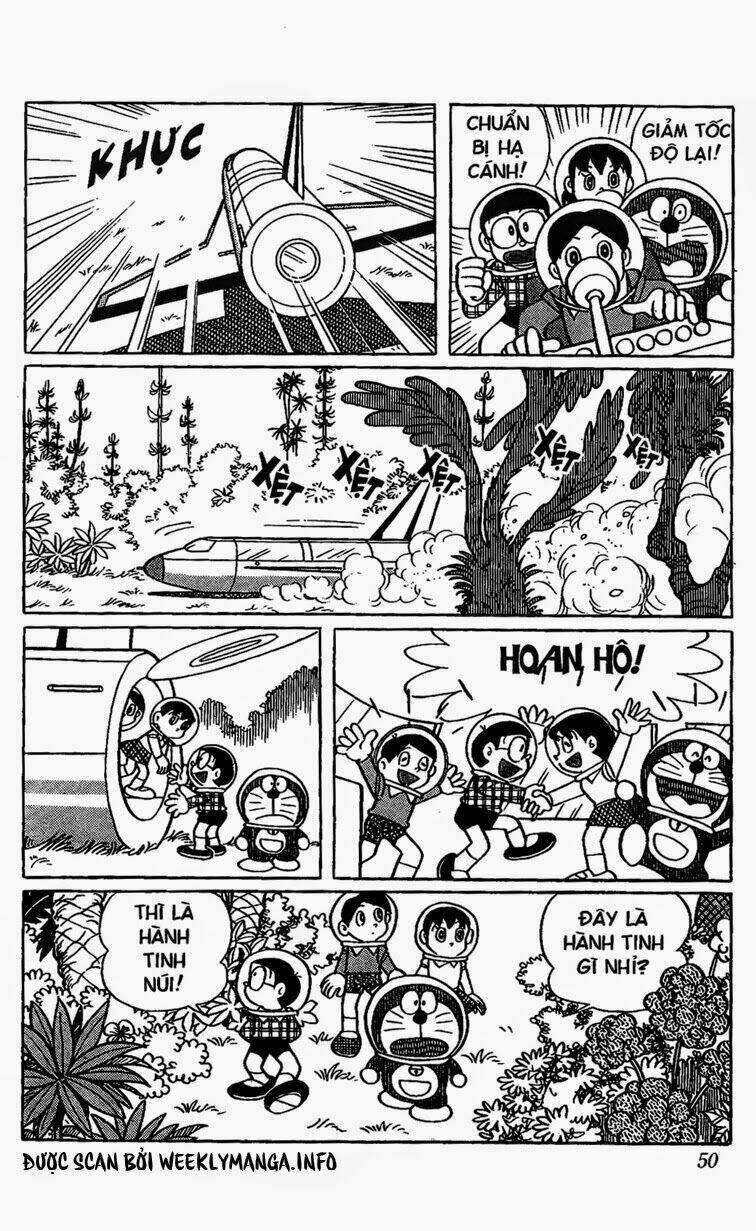 KHỰC
CHUẨN
BỊ HẠ
CÁNH!
GIẢM TỐC
ĐỘ LẠI!
XỆT
XỆT
XỆT
XỆT
XỆT
HOAN HÔ!
THÌ LÀ
HÀNH
TINH
NÚI!
ĐÂY LÀ
HÀNH TINH
GÌ NHỈ?
ĐƯỢC SCAN BỞI WEEKLYMANGA.INFO
50